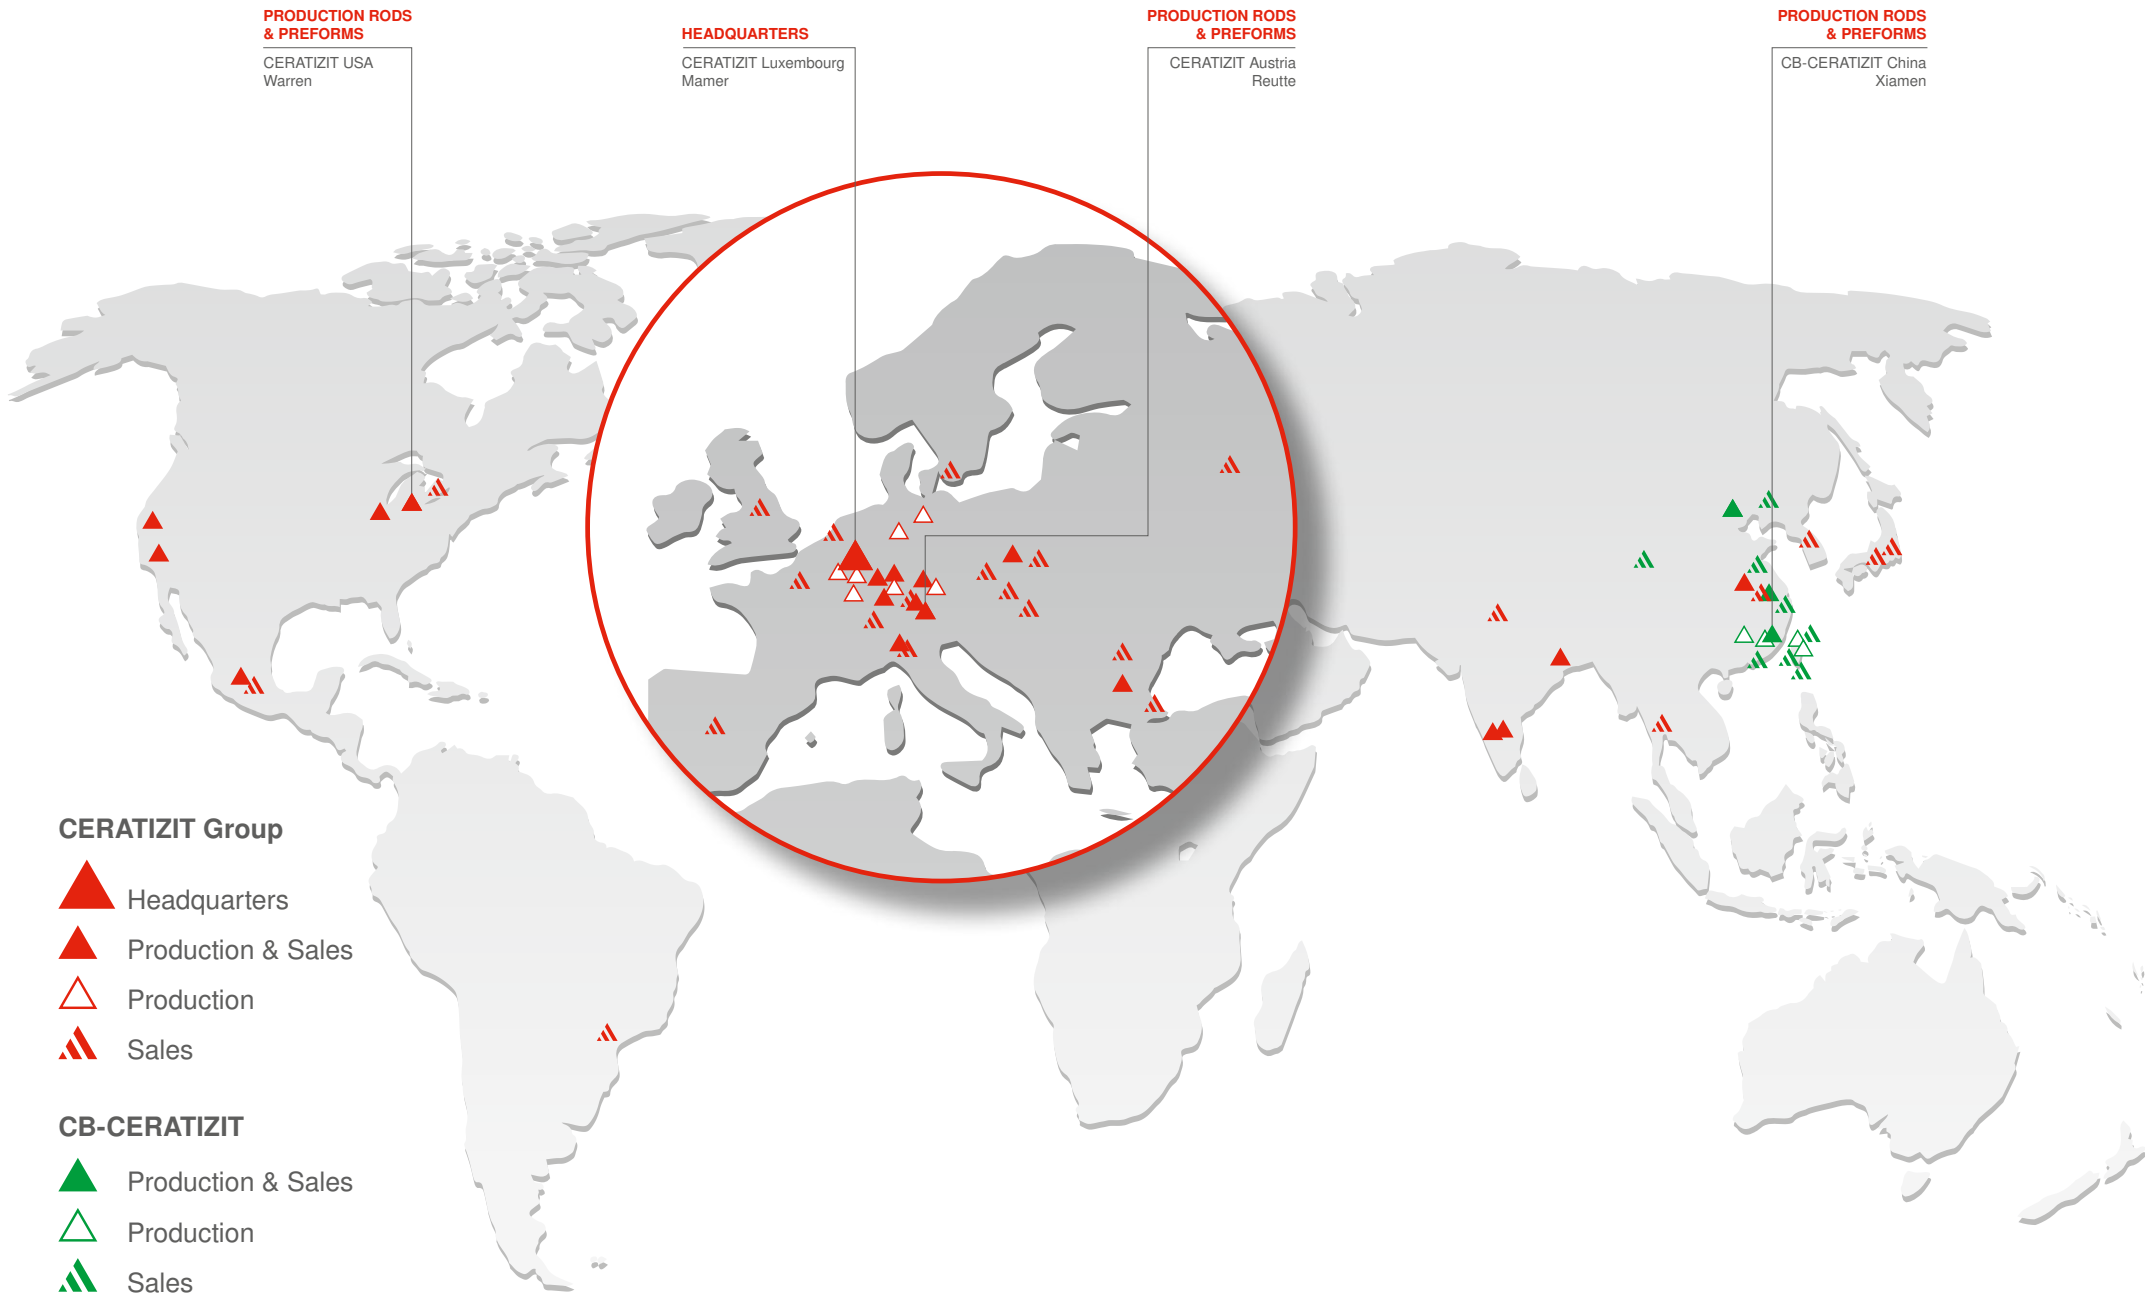 PRODUCTION RODS
& PREFORMS
CERATIZIT USA
Warren
HEADQUARTERS
CERATIZIT Luxembourg
Mamer
PRODUCTION RODS
& PREFORMS
CERATIZIT Austria
Reutte
PRODUCTION RODS
& PREFORMS
CB-CERATIZIT China
Xiamen
CERATIZIT Group
Headquarters
Production & Sales
Production
Sales
CB-CERATIZIT
Production & Sales
Production
Sales